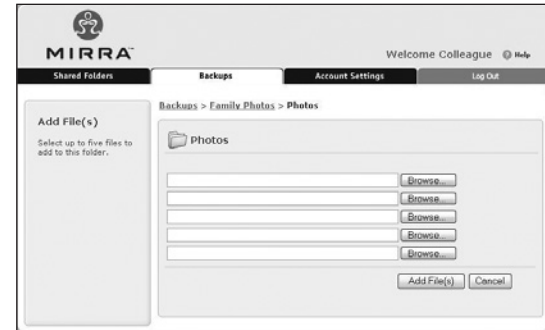 MIRRA
Welcome Colleague Help
Shared Folders Backups Account Settings Log Out
Backups > Family Photos > Photos
Add File(s)
Select up to five files to
add to this folder.
Photos
Browse...
Browse...
Browse...
Browse...
Browse...
Add File(s) Cancel